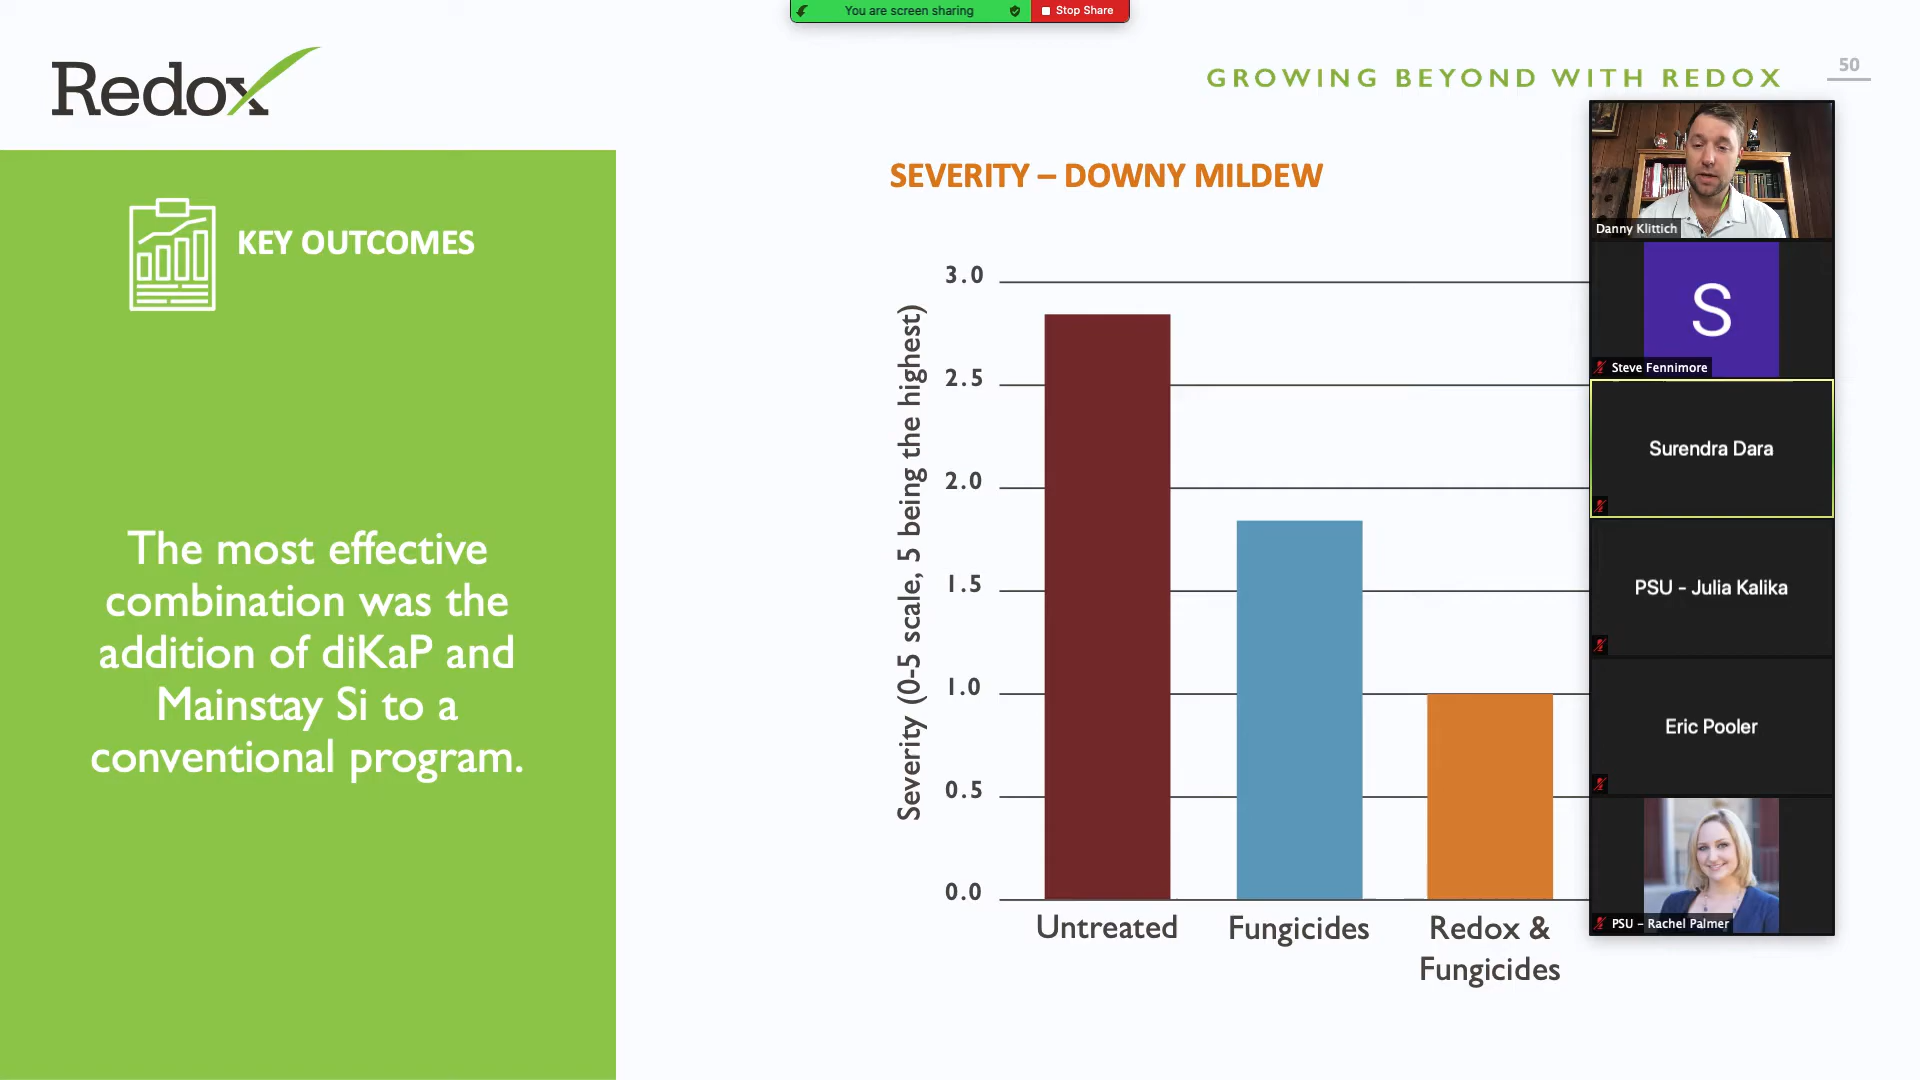 You are screen sharing
Stop Share
Redox
GROWING BEYOND WITH REDOX
50
KEY OUTCOMES
The most effective
combination was the
addition of diKaP and
Mainstay Si to a
conventional program.
SEVERITY – DOWNY MILDEW
Severity (0-5 scale, 5 being the highest)
3.0
2.5
2.0
1.5
1.0
0.5
0.0
Untreated
Fungicides
Redox &
Fungicides
Danny Klittich
S
Steve Fennimore
Surendra Dara
PSU - Julia Kalika
Eric Pooler
PSU – Rachel Palmer